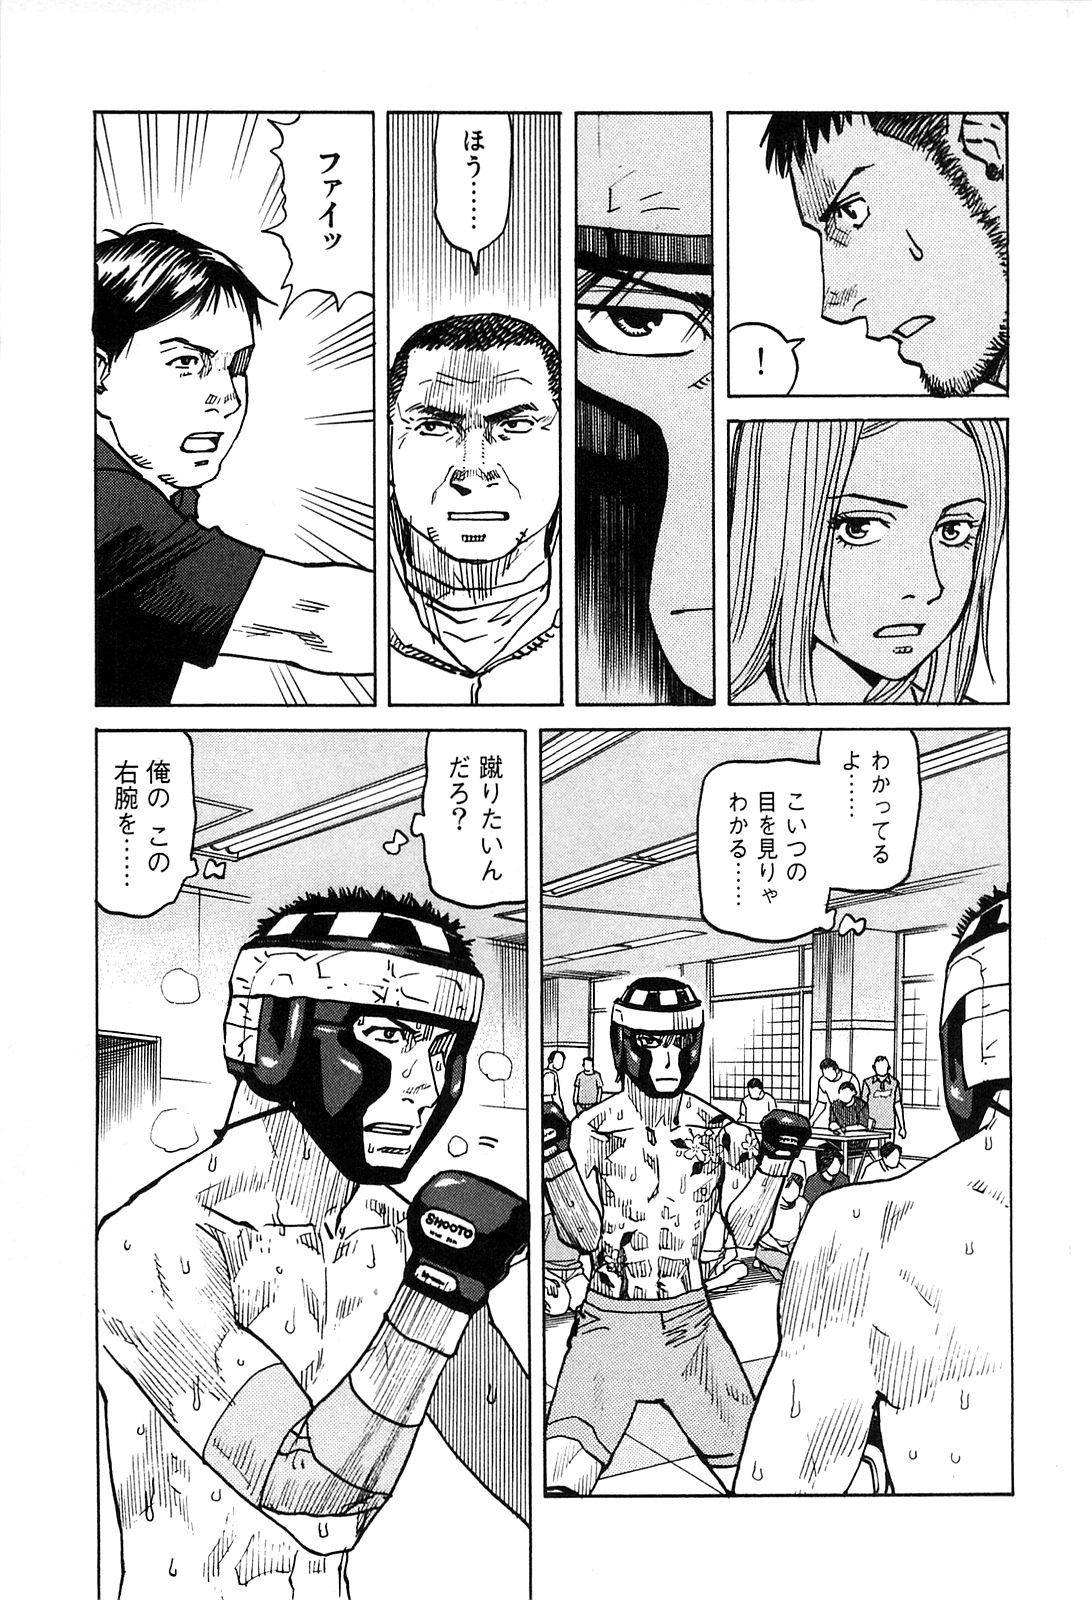 ！
ほう……
ファイッ
わかってる
よ……
こいつの
目を見りゃ
わかる……
蹴りたいん
だろ？
俺の この
右腕を……
SHOOTO